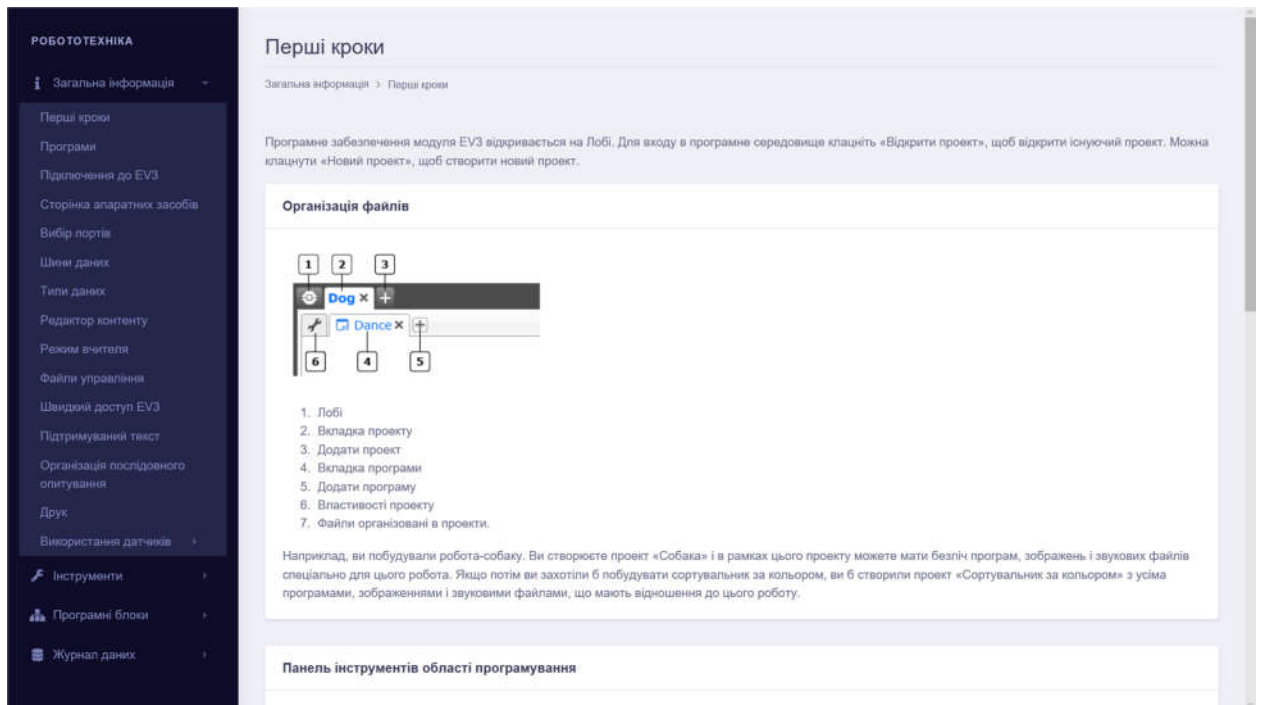 РОБОТОТЕХНІКА
Загальна інформація
Перші кроки
Програми
Підключення до EV3
Сторінка апаратних засобів
Вибір портів
Шини даних
Типи даних
Редактор контенту
Режим вчителя
Файли управління
Швидкий доступ EV3
Підтримуваний текст
Організація послідовного
опитування
Друк
Використання датчиків
Інструменти
Програмні блоки
Журнал даних
Перші кроки
Загальна інформація > Перші кроки
Програмне забезпечення модуля EV3 відкривається на Лобі. Для входу в програмне середовище клацніть «Відкрити проект», щоб відкрити існуючий проект. Можна
клацнути «Новий проект», щоб створити новий проект.
Організація файлів
1 2 3
Dog × +
Dance × +
6 4 5
1. Лобі
2. Вкладка проекту
3. Додати проект
4. Вкладка програми
5. Додати програму
6. Властивості проекту
7. Файли організовані в проекти.
Наприклад, ви побудували робота-собаку. Ви створюєте проект «Собака» і в рамках цього проекту можете мати безліч програм, зображень і звукових файлів
спеціально для цього робота. Якщо потім ви захотіли б побудувати сортувальник за кольором, ви б створили проект «Сортувальник за кольором» з усіма
програмами, зображеннями і звуковими файлами, що мають відношення до цього роботу.
Панель інструментів області програмування